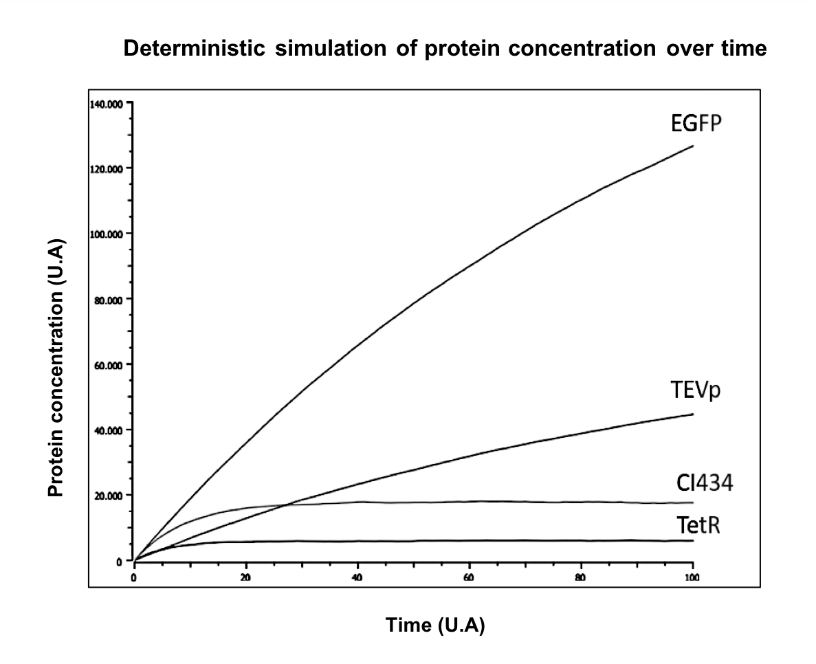 Deterministic simulation of protein concentration over time
140.000
EGFP
120.000
100.000
80.000
60.000
TEVp
40.000
CI434
20.000
TetR
0
0 20 40 60 80 100
Protein concentration (U.A)
Time (U.A)